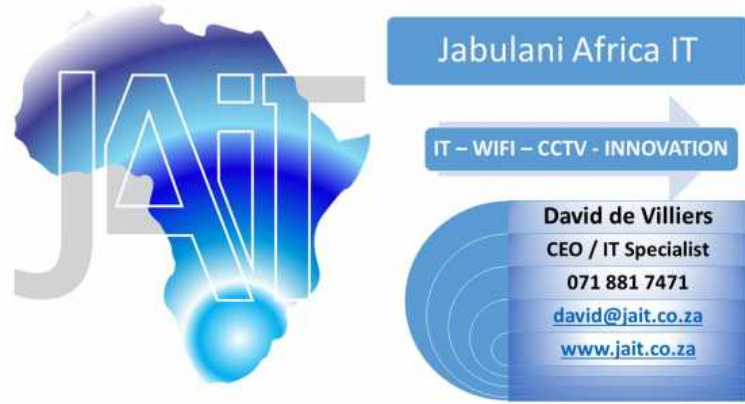 JAiT
Jabulani Africa IT
IT – WIFI – CCTV - INNOVATION
David de Villiers
CEO / IT Specialist
071 881 7471
david@jait.co.za
www.jait.co.za